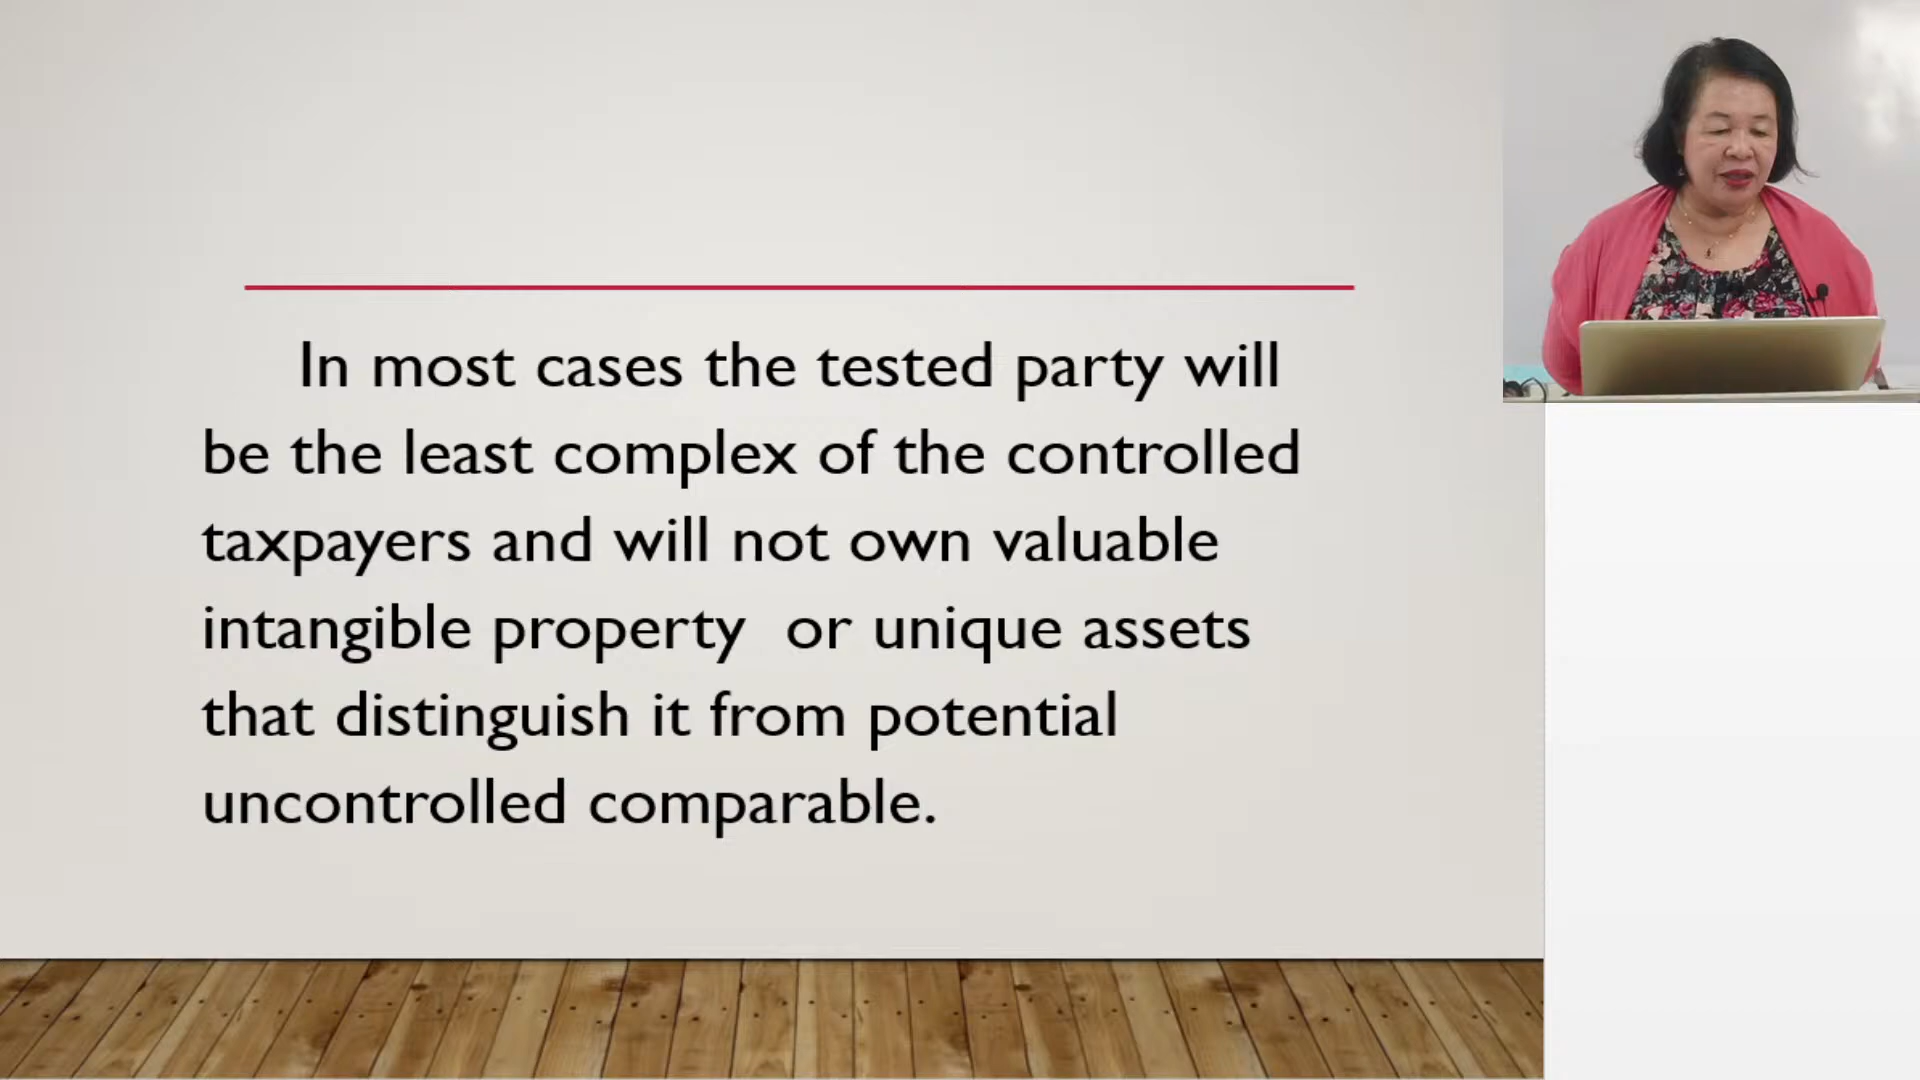 In most cases the tested party will
be the least complex of the controlled
taxpayers and will not own valuable
intangible property or unique assets
that distinguish it from potential
uncontrolled comparable.